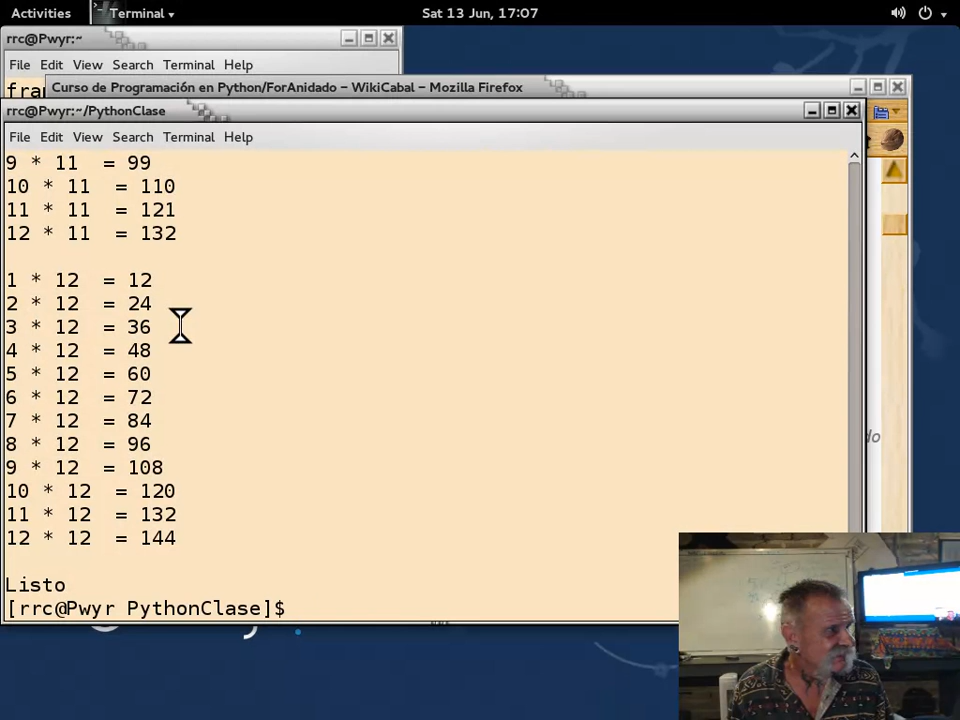 Activities Terminal Sat 13 Jun, 17:07
rrc@Pwyr:~
File Edit View Search Terminal Help
Curso de Programación en Python/ForAnidado – WikiCabal – Mozilla Firefox
rrc@Pwyr:~/PythonClase
File Edit View Search Terminal Help
9 * 11  = 99
10 * 11  = 110
11 * 11  = 121
12 * 11  = 132
1 * 12  = 12
2 * 12  = 24
3 * 12  = 36
4 * 12  = 48
5 * 12  = 60
6 * 12  = 72
7 * 12  = 84
8 * 12  = 96
9 * 12  = 108
10 * 12  = 120
11 * 12  = 132
12 * 12  = 144
Listo
[rrc@Pwyr PythonClase]$